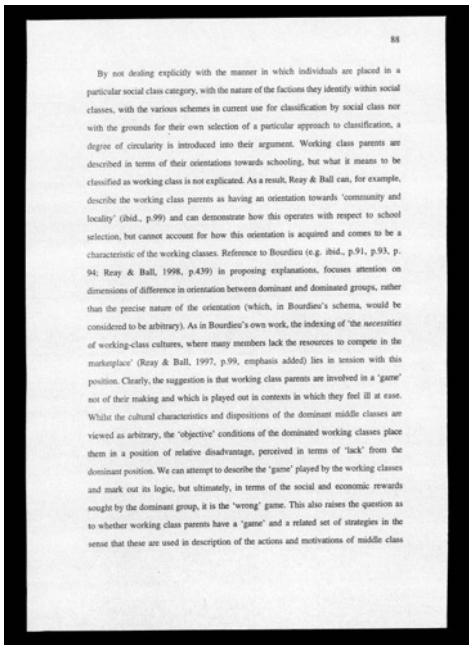 88
By not dealing explicitly with the manner in which individuals are placed in a
particular social class category, with the nature of the factions they identify within social
classes, with the various schemes in current use for classification by social class nor
with the grounds for their own selection of a particular approach to classification, a
degree of circularity is introduced into their argument. Working class parents are
described in terms of their orientations towards schooling, but what it means to be
classified as working class is not explicated. As a result, Reay & Ball can, for example,
describe the working class parents as having an orientation towards 'community and
locality' (ibid., p.99) and can demonstrate how this operates with respect to school
selection, but cannot account for how this orientation is acquired and comes to be a
characteristic of the working classes. Reference to Bourdieu (e.g. ibid., p.91, p.93, p.
94; Reay & Ball, 1998, p.439) in proposing explanations, focuses attention on
dimensions of difference in orientation between dominant and dominated groups, rather
than the precise nature of the orientation (which, in Bourdieu's schema, would be
considered to be arbitrary). As in Bourdieu's own work, the indexing of 'the necessities
of working-class cultures, where many members lack the resources to compete in the
marketplace' (Reay & Ball, 1997, p.99, emphasis added) lies in tension with this
position. Clearly, the suggestion is that working class parents are involved in a 'game'
not of their making and which is played out in contexts in which they feel ill at ease.
Whilst the cultural characteristics and dispositions of the dominant middle classes are
viewed as arbitrary, the 'objective' conditions of the dominated working classes place
them in a position of relative disadvantage, perceived in terms of 'lack' from the
dominant position. We can attempt to describe the 'game' played by the working classes
and mark out its logic, but ultimately, in terms of the social and economic rewards
sought by the dominant group, it is the 'wrong' game. This also raises the question as
to whether working class parents have a 'game' and a related set of strategies in the
sense that these are used in description of the actions and motivations of middle class